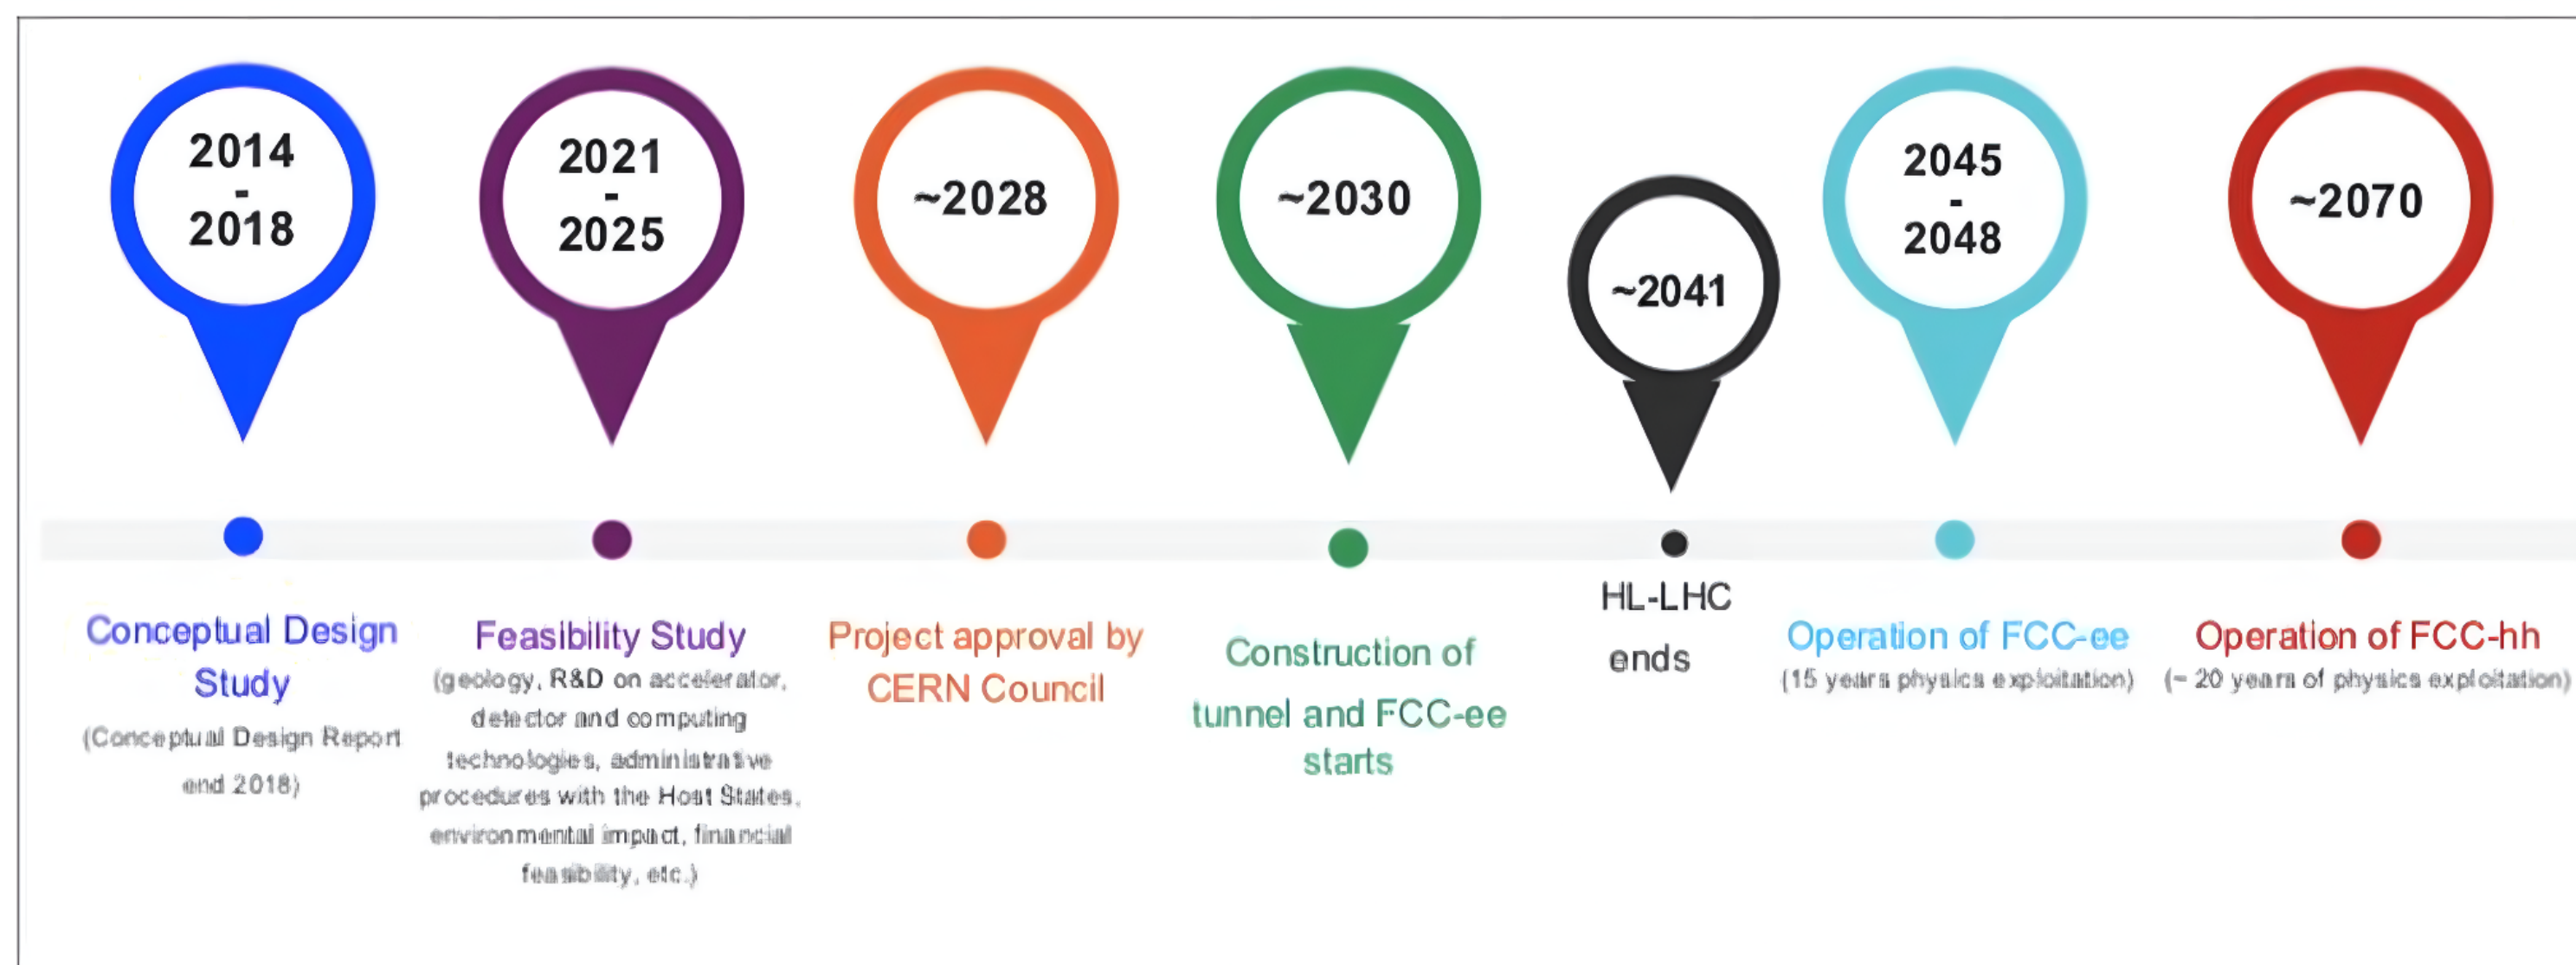 2014
-
2018
2021
-
2025
~2028
~2030
~2041
2045
-
2048
~2070
Conceptual Design
Study
(Conceptual Design Report
end 2018)
Feasibility Study
(geology, R&D on accelerator,
detector and computing
technologies, administrative
procedures with the Host States,
environmental impact, financial
feasibility, etc.)
Project approval by
CERN Council
Construction of
tunnel and FCC-ee
starts
HL-LHC
ends
Operation of FCC-ee
(15 years physics exploitation)
Operation of FCC-hh
(~ 20 years of physics exploitation)